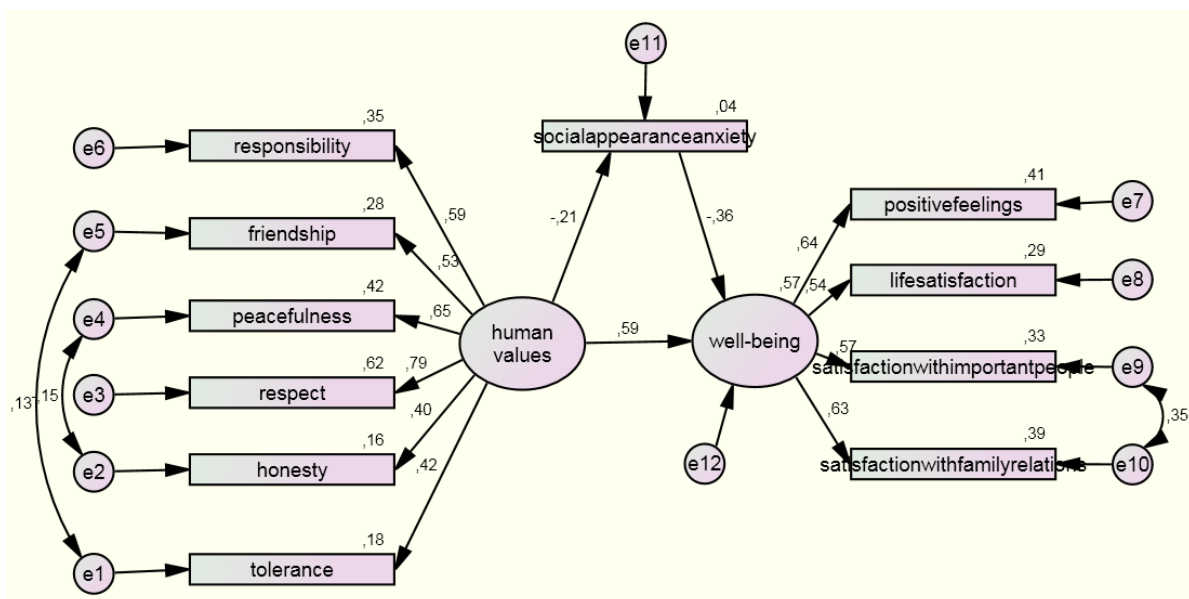 e11
,04
socialappearanceanxiety
,35
e6
responsibility
,59
,28
e5
friendship
,53
-,21
-,36
,41
positivefeelings
e7
,64
,42
e4
peacefulness
,65
human
values
,59
well-being
,57
,54
,29
lifesatisfaction
e8
,62
,79
e3
respect
,57
,33
satisfactionwithimportantpeople
e9
,13
,15
,40
,16
e2
honesty
,42
e12
,63
,39
satisfactionwithfamilyrelations
e10
,35
,18
e1
tolerance